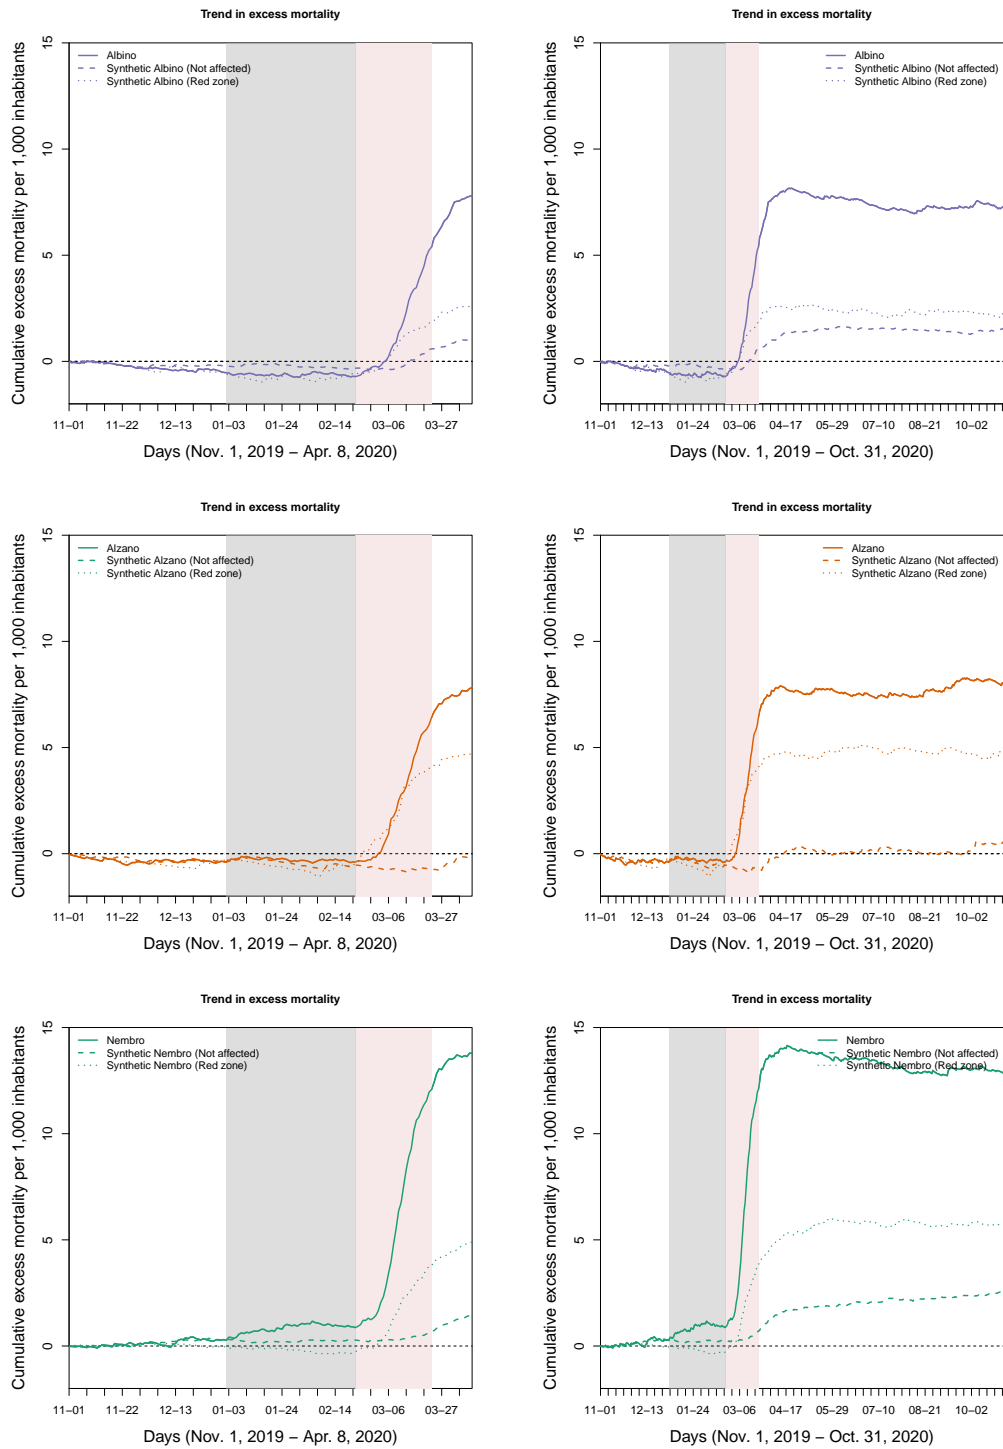 Trend in excess mortality
Cumulative excess mortality per 1,000 inhabitants
15
10
5
0
Albino
Synthetic Albino (Not affected)
Synthetic Albino (Red zone)
11–01 11–22 12–13 01–03 01–24 02–14 03–06 03–27
Days (Nov. 1, 2019 – Apr. 8, 2020)
Trend in excess mortality
Cumulative excess mortality per 1,000 inhabitants
15
10
5
0
Albino
Synthetic Albino (Not affected)
Synthetic Albino (Red zone)
11–01 12–13 01–24 03–06 04–17 05–29 07–10 08–21 10–02
Days (Nov. 1, 2019 – Oct. 31, 2020)
Trend in excess mortality
Cumulative excess mortality per 1,000 inhabitants
15
10
5
0
Alzano
Synthetic Alzano (Not affected)
Synthetic Alzano (Red zone)
11–01 11–22 12–13 01–03 01–24 02–14 03–06 03–27
Days (Nov. 1, 2019 – Apr. 8, 2020)
Trend in excess mortality
Cumulative excess mortality per 1,000 inhabitants
15
10
5
0
Alzano
Synthetic Alzano (Not affected)
Synthetic Alzano (Red zone)
11–01 12–13 01–24 03–06 04–17 05–29 07–10 08–21 10–02
Days (Nov. 1, 2019 – Oct. 31, 2020)
Trend in excess mortality
Cumulative excess mortality per 1,000 inhabitants
15
10
5
0
Nembro
Synthetic Nembro (Not affected)
Synthetic Nembro (Red zone)
11–01 11–22 12–13 01–03 01–24 02–14 03–06 03–27
Days (Nov. 1, 2019 – Apr. 8, 2020)
Trend in excess mortality
Cumulative excess mortality per 1,000 inhabitants
15
10
5
0
Nembro
Synthetic Nembro (Not affected)
Synthetic Nembro (Red zone)
11–01 12–13 01–24 03–06 04–17 05–29 07–10 08–21 10–02
Days (Nov. 1, 2019 – Oct. 31, 2020)